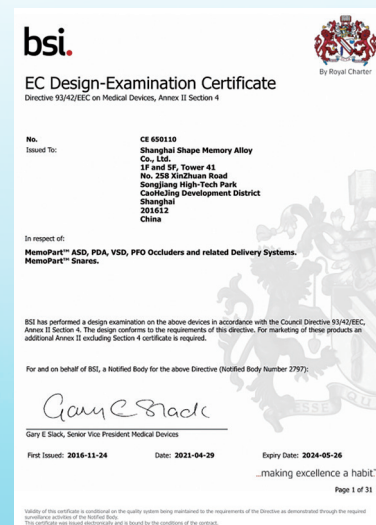 bsi.
By Royal Charter
EC Design-Examination Certificate
Directive 93/42/EEC on Medical Devices, Annex II Section 4
No. CE 650110
Issued To: Shanghai Shape Memory Alloy
Co., Ltd.
1F and 5F, Tower 41
No. 258 XinZhuan Road
Songjiang High-Tech Park
CaoHeJing Development District
Shanghai
201612
China
In respect of:
MemoPart™ ASD, PDA, VSD, PFO Occluders and related Delivery Systems.
MemoPart™ Snares.
BSI has performed a design examination on the above devices in accordance with the Council Directive 93/42/EEC,
Annex II Section 4. The design conforms to the requirements of this directive. For marketing of these products an
additional Annex II excluding Section 4 certificate is required.
For and on behalf of BSI, a Notified Body for the above Directive (Notified Body Number 2797):
Gary C Slack
Gary E Slack, Senior Vice President Medical Devices
First Issued: 2016-11-24 Date: 2021-04-29 Expiry Date: 2024-05-26
...making excellence a habit.™
Page 1 of 31
Validity of this certificate is conditional on the quality system being maintained to the requirements of the Directive as demonstrated through the required
surveillance activities of the Notified Body.
This certificate was issued electronically and is bound by the conditions of the contract.